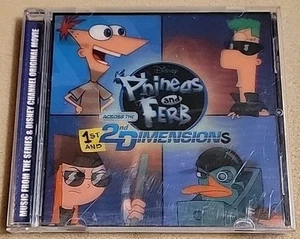 MUSIC FROM THE SERIES & DISNEY CHANNEL ORIGINAL MOVIE
Disney
Phineas
and
FERB
ACROSS THE
1ST AND
2nd
DIMENSIONS